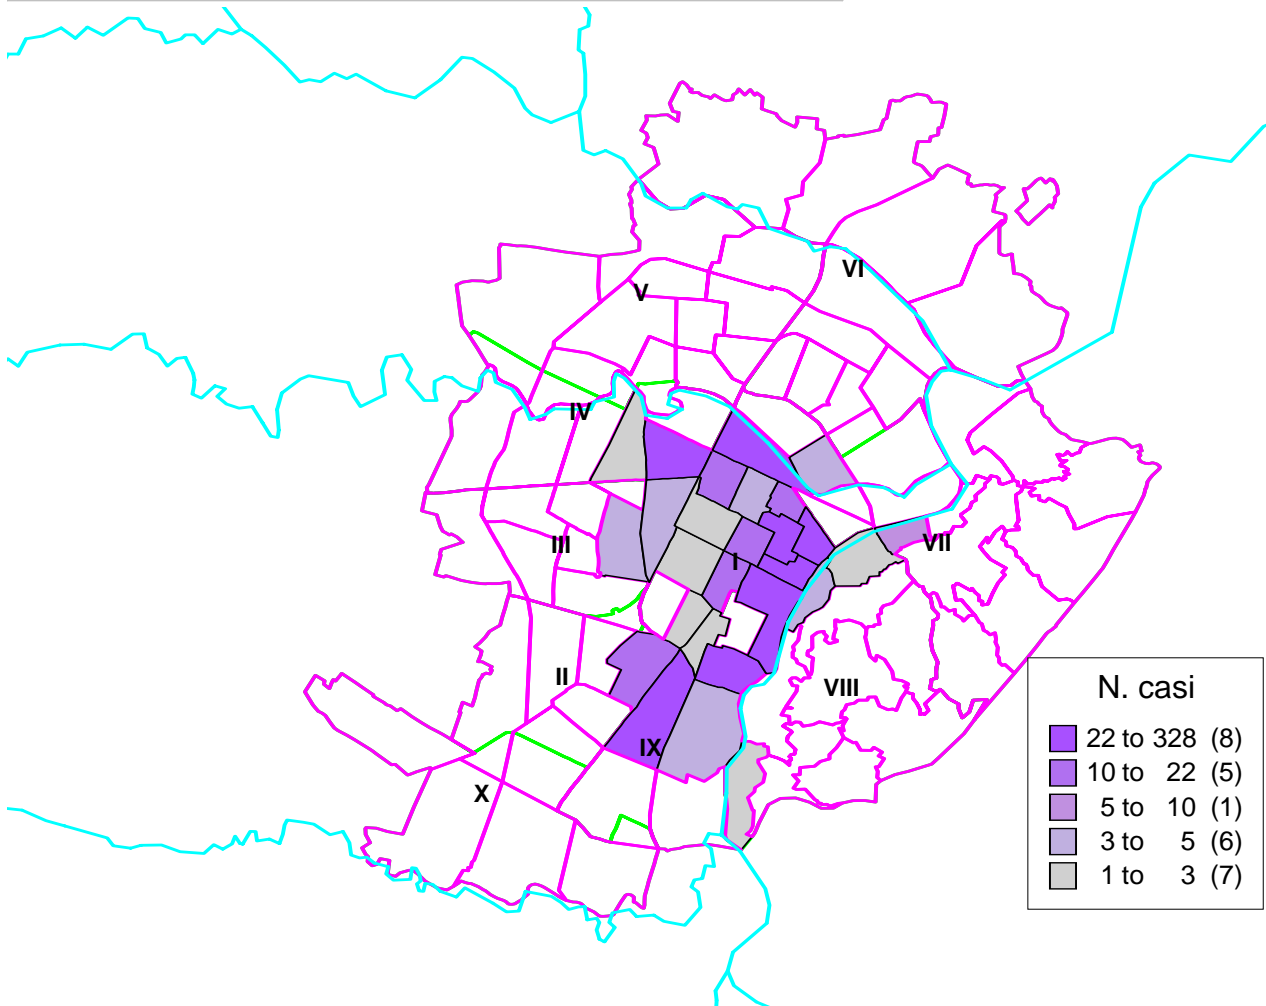 VI
V
IV
III
I
VII
II
VIII
IX
X
N. casi
22 to 328 (8)
10 to 22 (5)
5 to 10 (1)
3 to 5 (6)
1 to 3 (7)